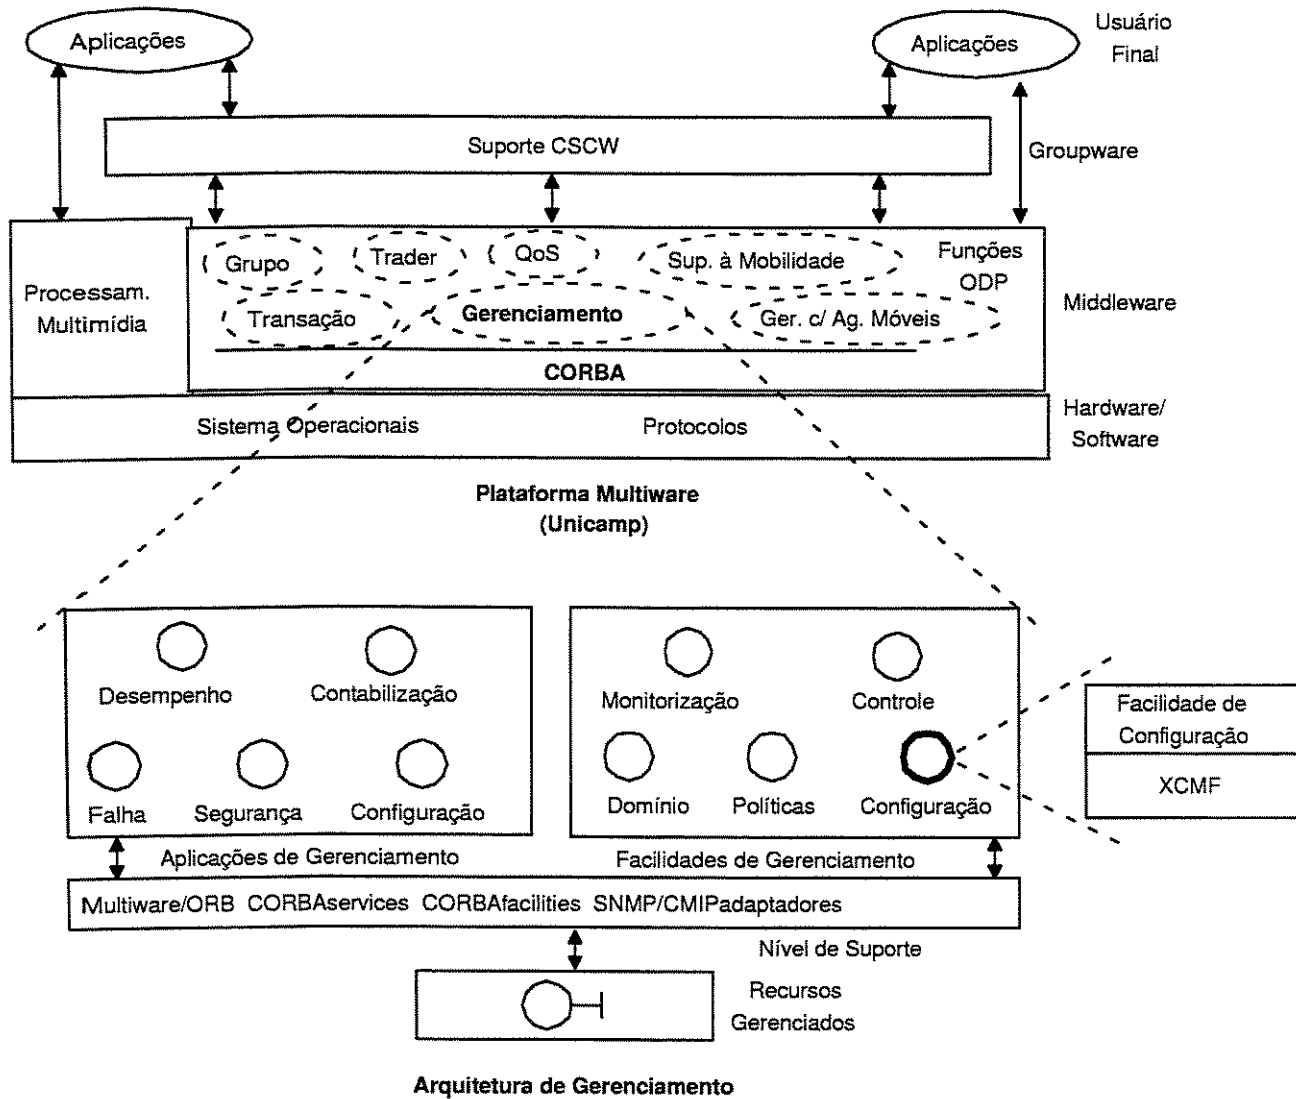 Aplicações
Aplicações
Usuário
Final
Suporte CSCW
Groupware
Processam.
Multimídia
Grupo
Trader
QoS
Sup. à Mobilidade
Funções
ODP
Transação
Gerenciamento
Ger. c/ Ag. Móveis
Middleware
CORBA
Sistema Operacionais
Protocolos
Hardware/
Software
Plataforma Multiware
(Unicamp)
Desempenho
Contabilização
Falha
Segurança
Configuração
Monitorização
Controle
Domínio
Políticas
Configuração
Facilidade de
Configuração
XCMF
Aplicações de Gerenciamento
Facilidades de Gerenciamento
Multiware/ORB CORBAservices CORBAfacilities SNMP/CMIPadaptadores
Nível de Suporte
Recursos
Gerenciados
Arquitetura de Gerenciamento